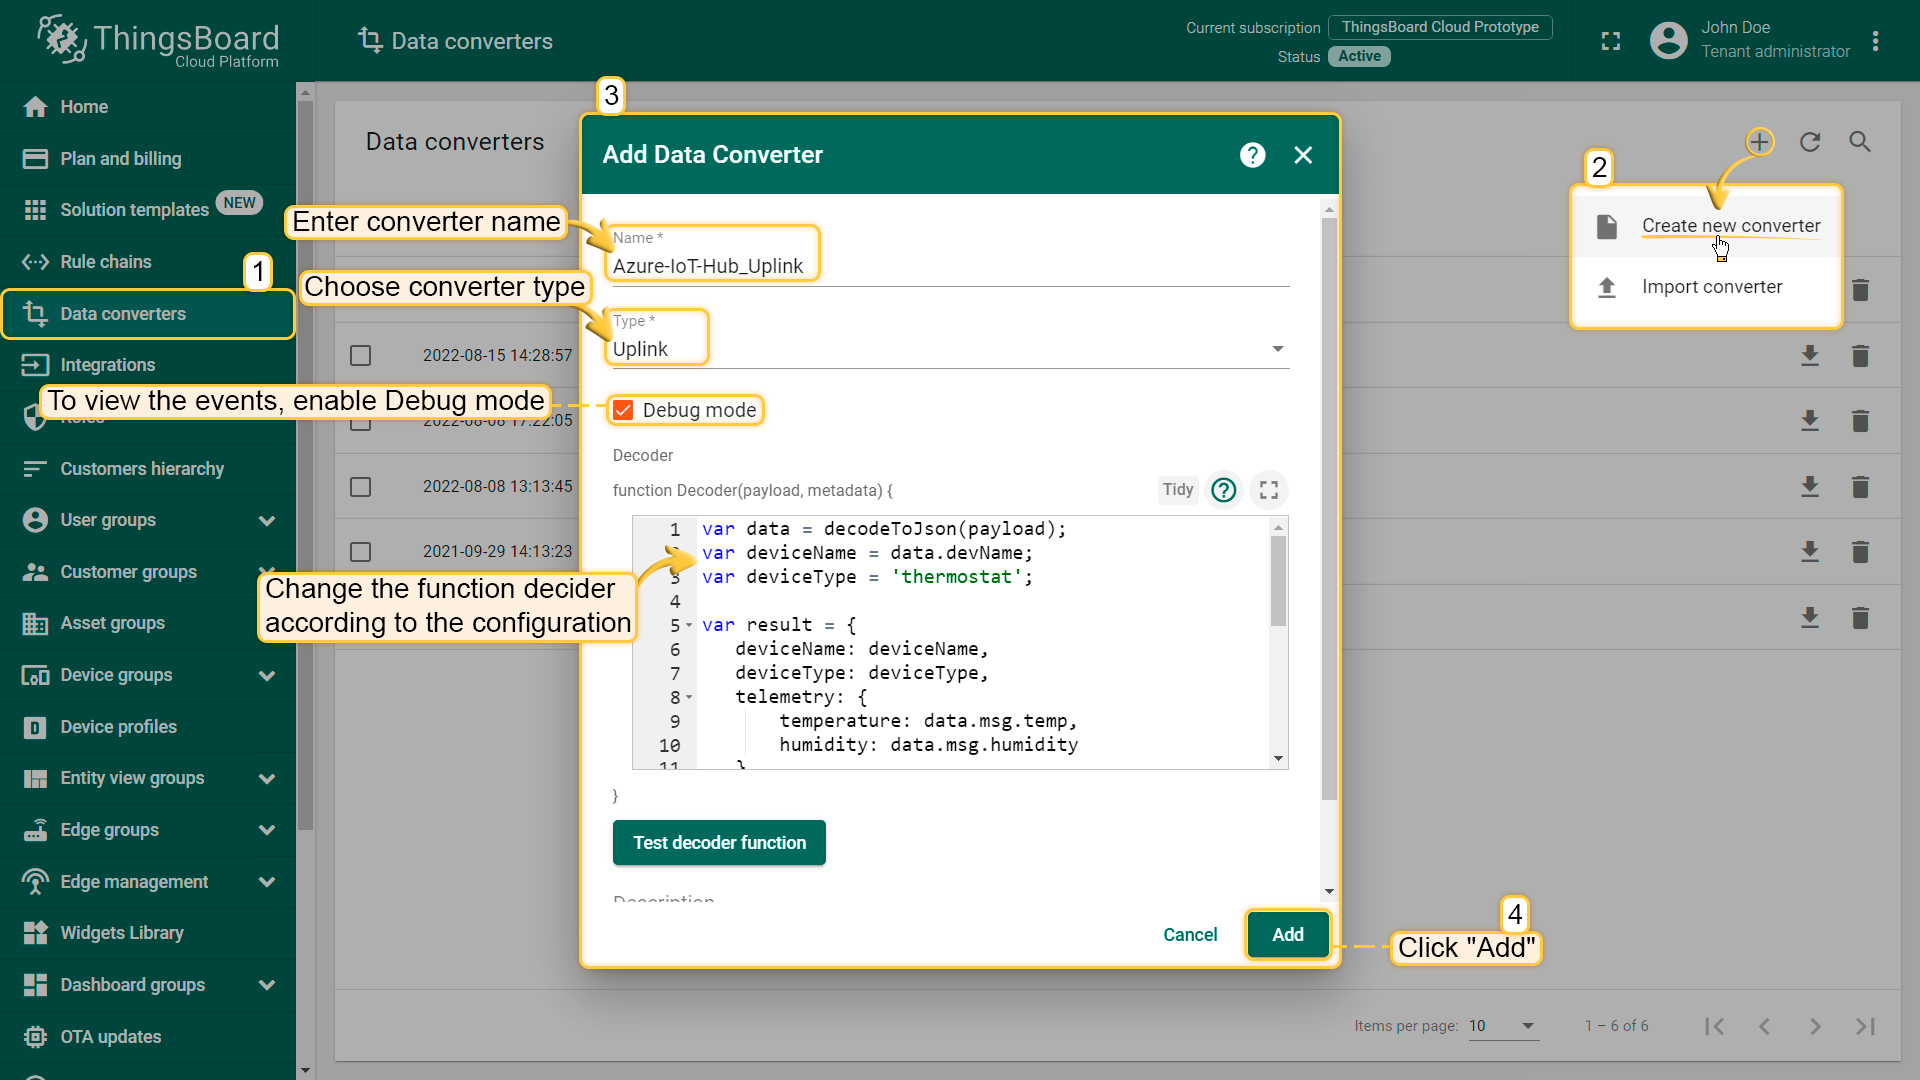 ThingsBoard
Cloud Platform
Data converters
Current subscription
ThingsBoard Cloud Prototype
Status
Active
John Doe
Tenant administrator
Home
Plan and billing
Solution templates
NEW
Rule chains
1
Data converters
Integrations
Customers hierarchy
User groups
Customer groups
Asset groups
Device groups
Device profiles
Entity view groups
Edge groups
Edge management
Widgets Library
Dashboard groups
OTA updates
Data converters
2
Create new converter
Import converter
2022-08-15 14:28:57
2022-08-08 17:22:05
2022-08-08 13:13:45
2021-09-29 14:13:23
3
Add Data Converter
Enter converter name
Name *
Azure-IoT-Hub_Uplink
Choose converter type
Type *
Uplink
To view the events, enable Debug mode
Debug mode
Decoder
function Decoder(payload, metadata) {
Tidy
1 var data = decodeToJson(payload);
var deviceName = data.devName;
3 var deviceType = 'thermostat';
4
5 var result = {
6 deviceName: deviceName,
7 deviceType: deviceType,
8 telemetry: {
9 temperature: data.msg.temp,
10 humidity: data.msg.humidity
11 }
Change the function decider
according to the configuration
}
Test decoder function
Description
Cancel
Add
4
Click "Add"
Items per page: 10
1 – 6 of 6